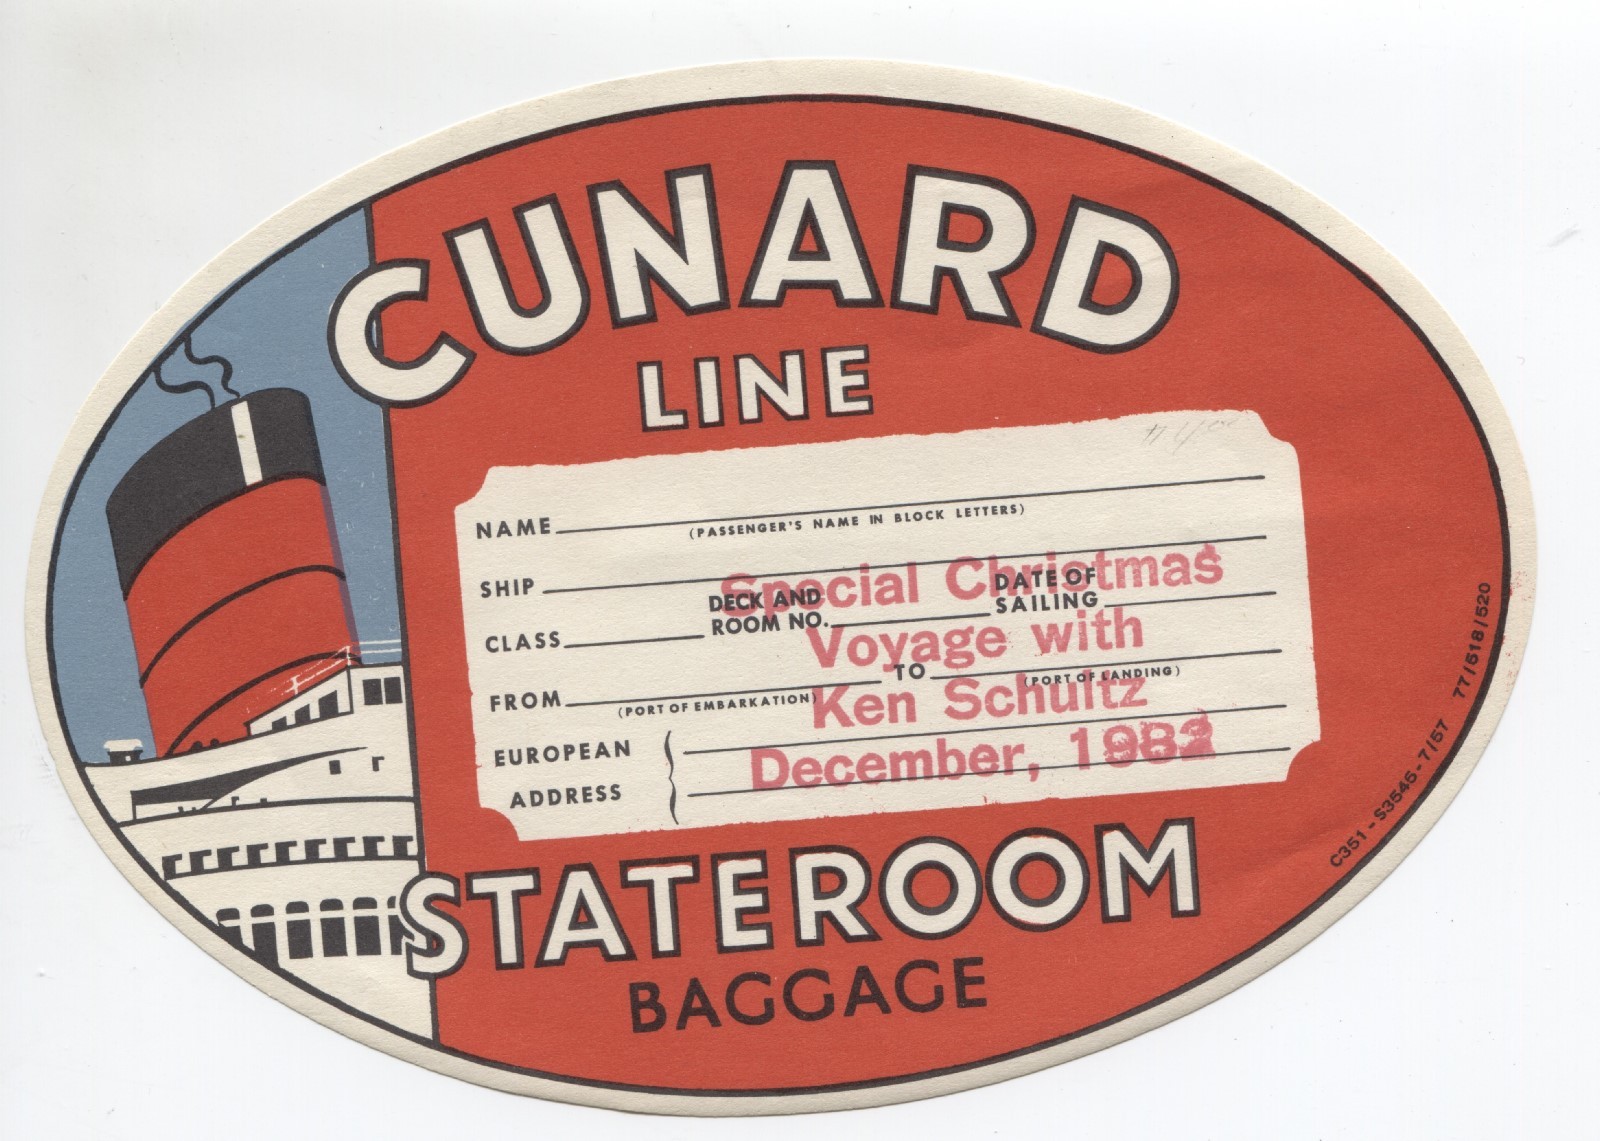 CUNARD
LINE
NAME
(PASSENGER'S NAME IN BLOCK LETTERS)
SHIP
Special Christmas
CLASS
DECK AND
ROOM NO.
DATE OF
SAILING
Voyage with
FROM
(PORT OF EMBARKATION)
TO
(PORT OF LANDING)
Ken Schultz
EUROPEAN
ADDRESS
December, 1982
STATEROOM
BAGGAGE
C351 - S3546 - 7/57 77/518/520